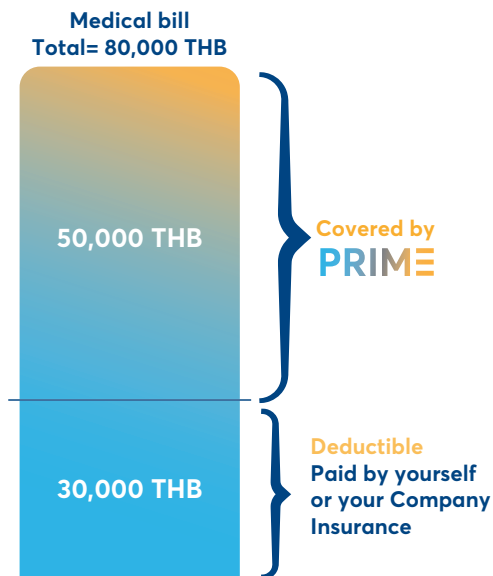 Medical bill
Total= 80,000 THB
50,000 THB
Covered by
PRIME
30,000 THB
Deductible
Paid by yourself
or your Company
Insurance